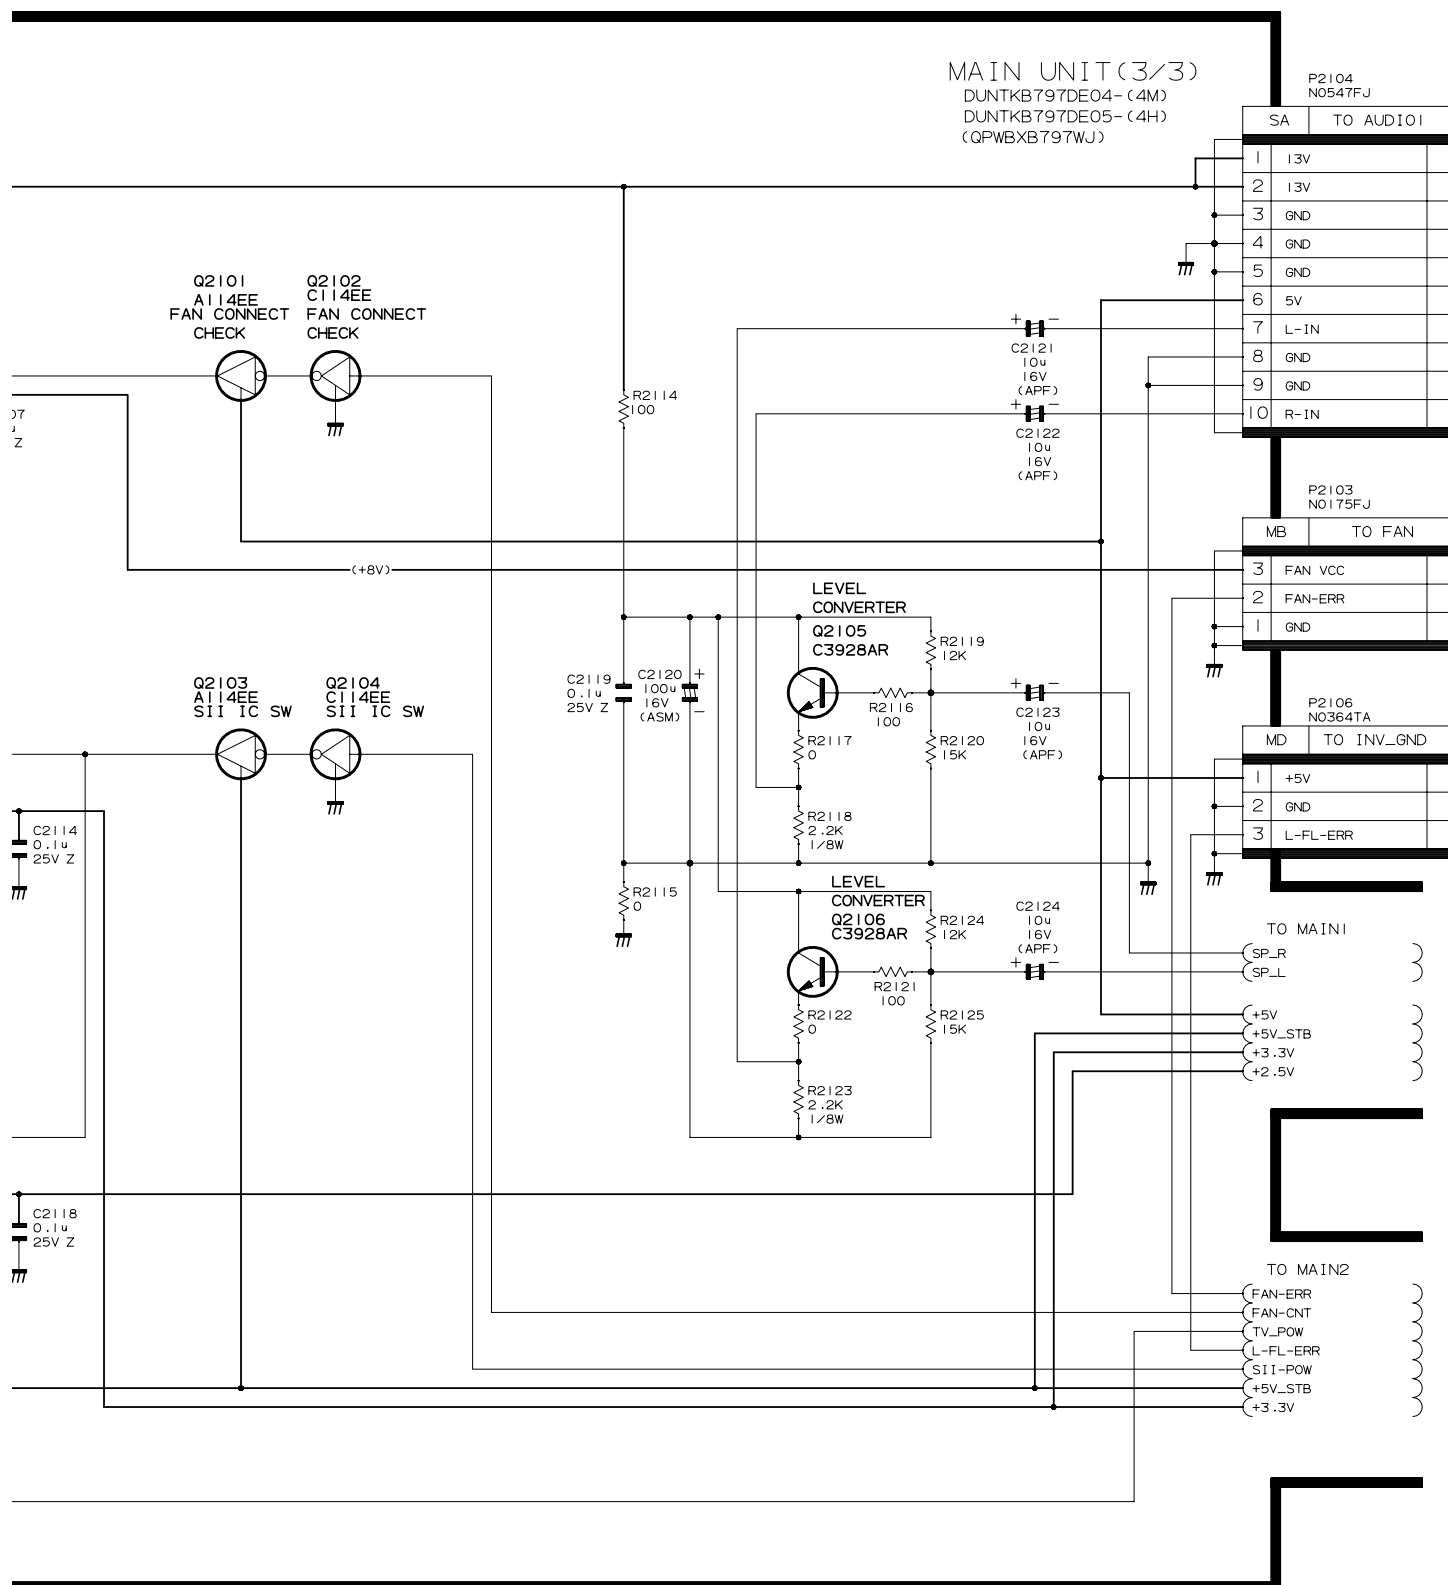 MAIN UNIT(3/3)
DUNTKB797DE04-(4M)
DUNTKB797DE05-(4H)
(QPWBXB797WJ)
P2104
N0547FJ
SA TO AUDIO1
1 13V
2 13V
3 GND
4 GND
5 GND
6 5V
7 L-IN
8 GND
9 GND
10 R-IN
Q2101
A114EE
FAN CONNECT
CHECK
Q2102
C114EE
FAN CONNECT
CHECK
07
Z
R2114
100
+ -
C2121
10u
16V
(APF)
+ -
C2122
10u
16V
(APF)
P2103
N0175FJ
MB TO FAN
3 FAN VCC
2 FAN-ERR
1 GND
(+8V)
LEVEL
CONVERTER
Q2105
C3928AR
R2119
12K
C2119
0.1u
25V Z
C2120
100u
16V
(ASM)
+
-
R2116
100
+ -
C2123
10u
16V
(APF)
R2117
0
R2120
15K
R2118
2.2K
1/8W
Q2103
A114EE
SII IC SW
Q2104
C114EE
SII IC SW
P2106
N0364TA
MD TO INV_GND
1 +5V
2 GND
3 L-FL-ERR
C2114
0.1u
25V Z
R2115
0
LEVEL
CONVERTER
Q2106
C3928AR
R2124
12K
C2124
10u
16V
(APF)
+ -
R2121
100
R2122
0
R2125
15K
R2123
2.2K
1/8W
TO MAIN1
SP_R
SP_L
+5V
+5V_STB
+3.3V
+2.5V
C2118
0.1u
25V Z
TO MAIN2
FAN-ERR
FAN-CNT
TV_POW
L-FL-ERR
SII-POW
+5V_STB
+3.3V